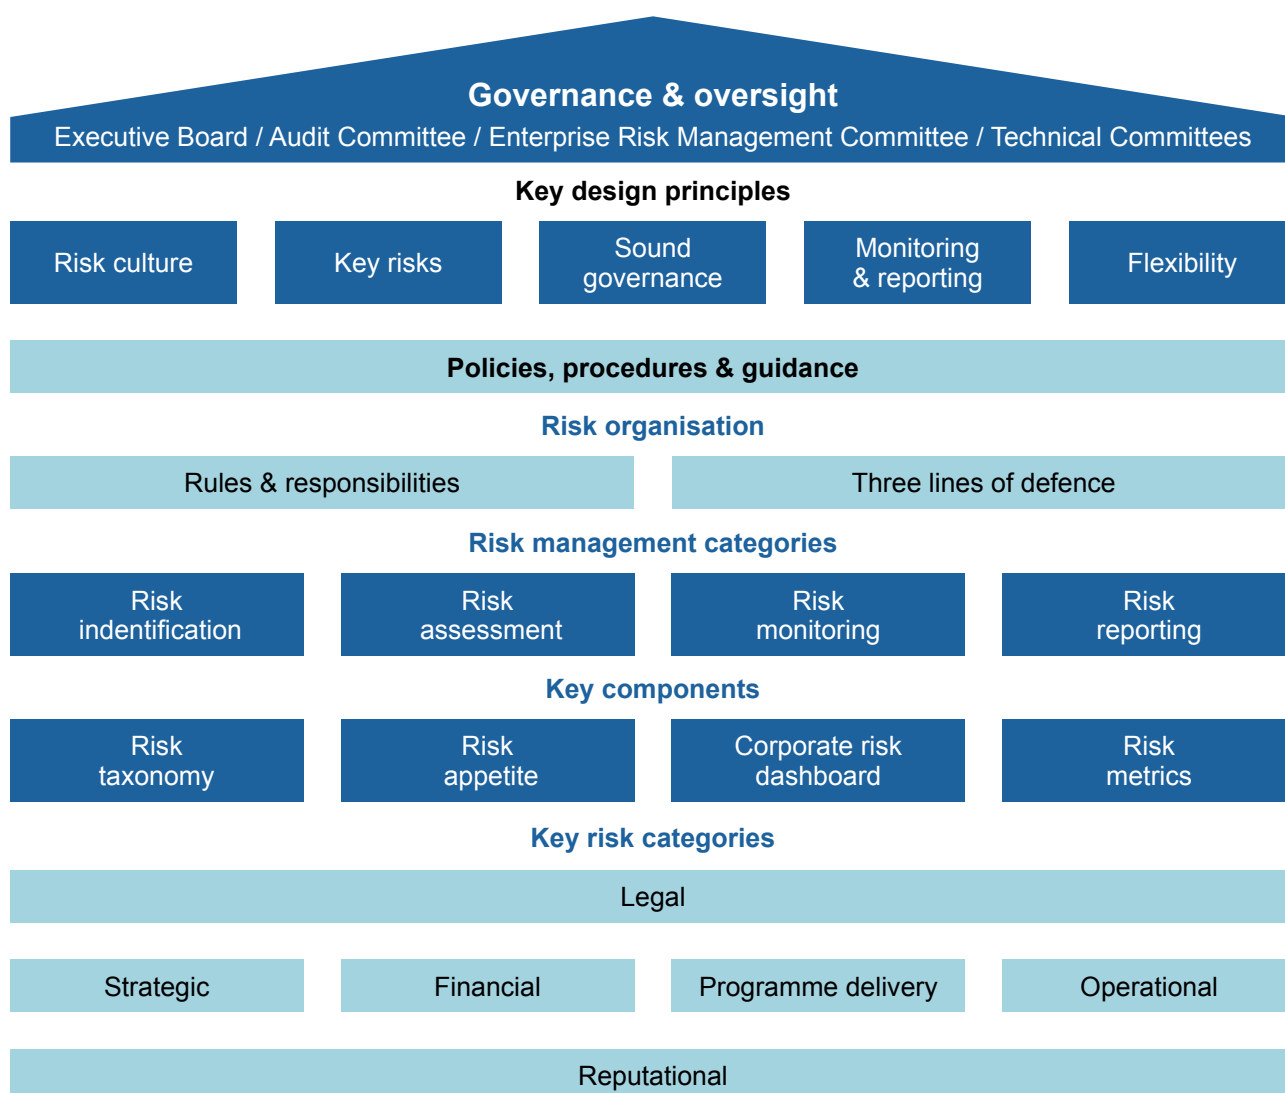 Governance & oversight
Executive Board / Audit Committee / Enterprise Risk Management Committee / Technical Committees
Key design principles
Risk culture
Key risks
Sound
governance
Monitoring
& reporting
Flexibility
Policies, procedures & guidance
Risk organisation
Rules & responsibilities
Three lines of defence
Risk management categories
Risk
indentification
Risk
assessment
Risk
monitoring
Risk
reporting
Key components
Risk
taxonomy
Risk
appetite
Corporate risk
dashboard
Risk
metrics
Key risk categories
Legal
Strategic
Financial
Programme delivery
Operational
Reputational